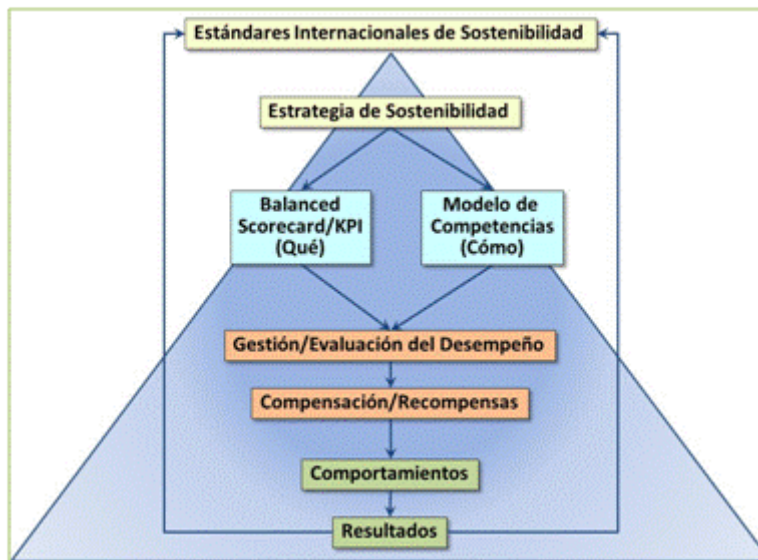 Estándares Internacionales de Sostenibilidad
Estrategia de Sostenibilidad
Balanced
Scorecard/KPI
(Qué)
Modelo de
Competencias
(Cómo)
Gestión/Evaluación del Desempeño
Compensación/Recompensas
Comportamientos
Resultados